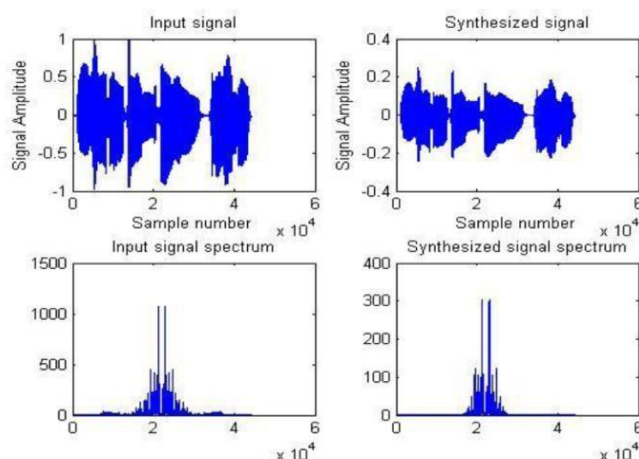 Input signal
Synthesized signal
1
0.5
0
-0.5
-1
Signal Amplitude
0 2 4 6
Sample number
x 10^4
0.4
0.2
0
-0.2
-0.4
Signal Amplitude
0 2 4 6
Sample number
x 10^4
Input signal spectrum
1500
1000
500
0
0 2 4 6
x 10^4
Synthesized signal spectrum
400
300
200
100
0
0 2 4 6
x 10^4